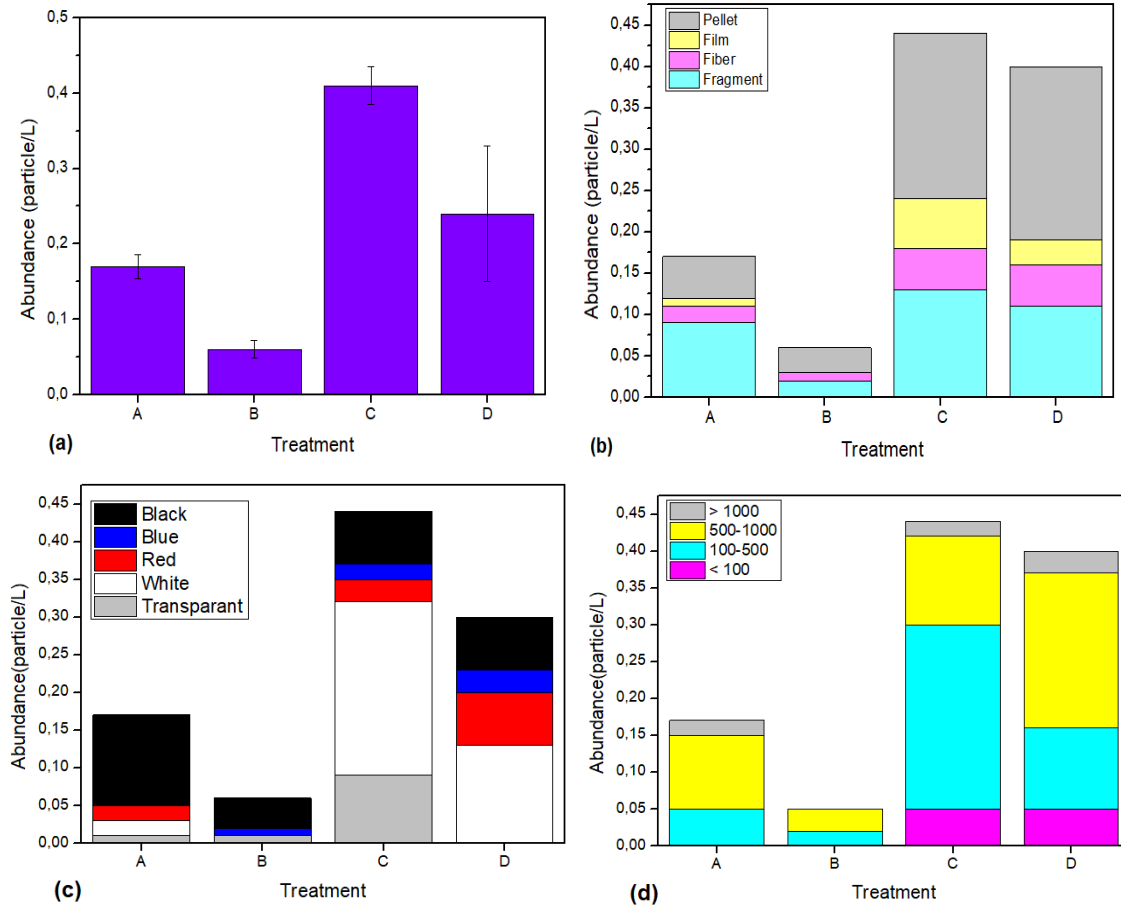 0,5
0,4
0,3
0,2
0,1
0,0
Abundance (particle/L)
A B C D
Treatment
(a)
Pellet
Film
Fiber
Fragment
0,45
0,40
0,35
0,30
0,25
0,20
0,15
0,10
0,05
0,00
Abundance (particle/L)
A B C D
Treatment
(b)
Black
Blue
Red
White
Transparant
0,45
0,40
0,35
0,30
0,25
0,20
0,15
0,10
0,05
0,00
Abundance(particle/L)
A B C D
Treatment
(c)
> 1000
500-1000
100-500
< 100
0,45
0,40
0,35
0,30
0,25
0,20
0,15
0,10
0,05
0,00
Abundance(particle/L)
A B C D
Treatment
(d)